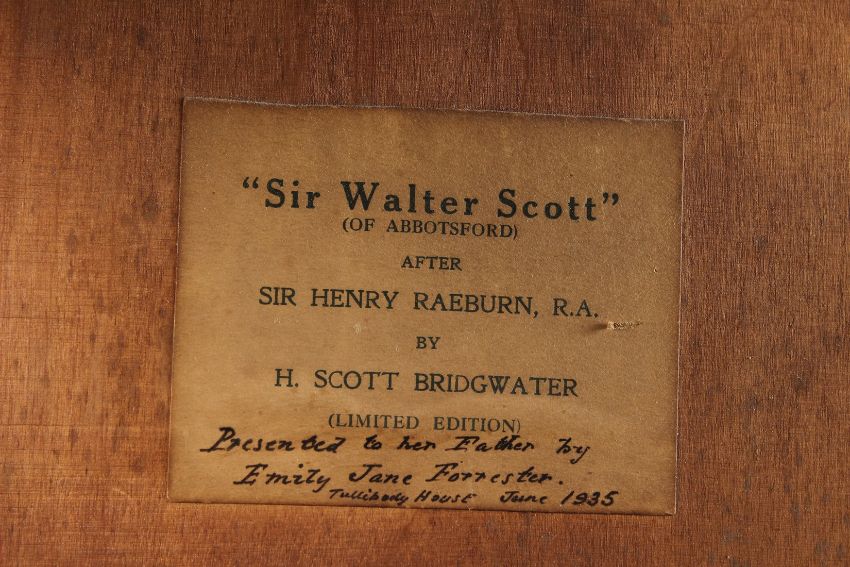 “Sir Walter Scott”
(OF ABBOTSFORD)
AFTER
SIR HENRY RAEBURN, R.A.
BY
H. SCOTT BRIDGWATER
(LIMITED EDITION)
Presented to her Father by
Emily Jane Forrester.
Tullibody House June 1935